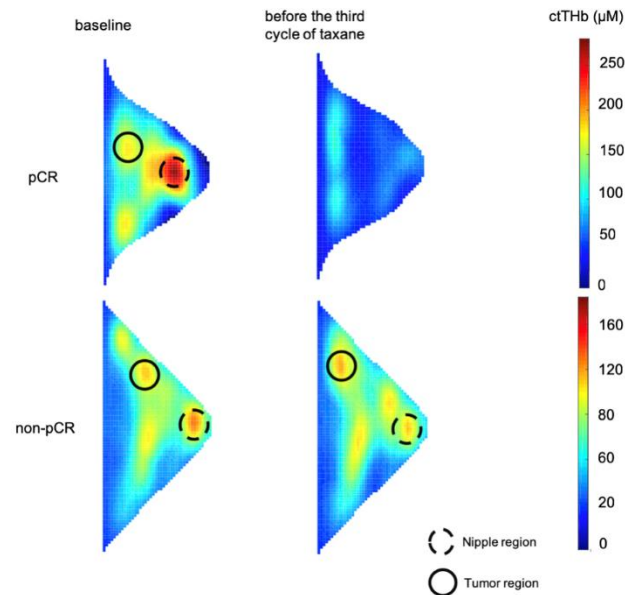 baseline
before the third
cycle of taxane
ctTHb (µM)
250
200
150
100
50
0
pCR
160
120
80
60
40
20
0
non-pCR
Nipple region
Tumor region